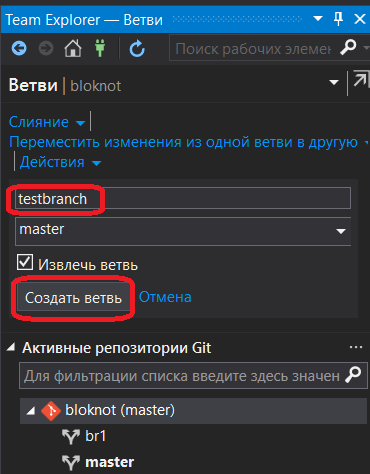 Team Explorer — Ветви
Поиск рабочих элемен
Ветви | bloknot
Слияние
Переместить изменения из одной ветви в другую
Действия
testbranch
master
Извлечь ветвь
Создать ветвь Отмена
Активные репозитории Git
Для фильтрации списка введите здесь значен
bloknot (master)
br1
master